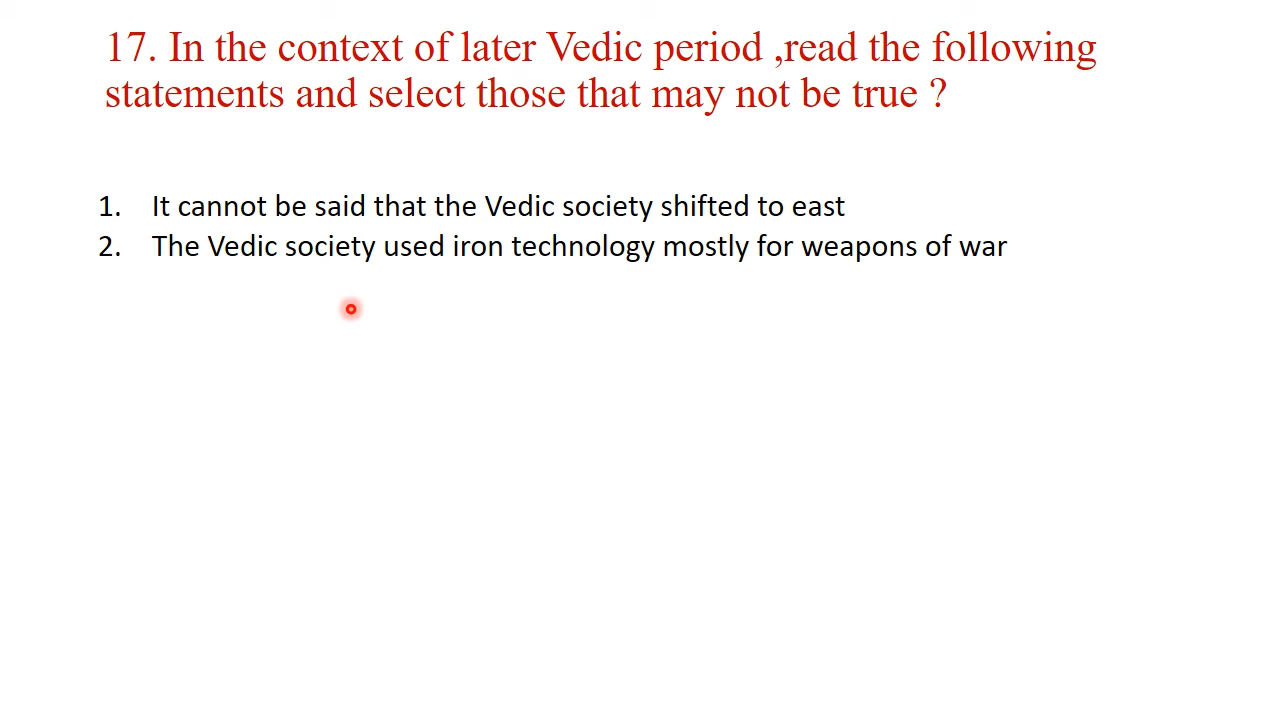 17. In the context of later Vedic period ,read the following
statements and select those that may not be true ?
1. It cannot be said that the Vedic society shifted to east
2. The Vedic society used iron technology mostly for weapons of war